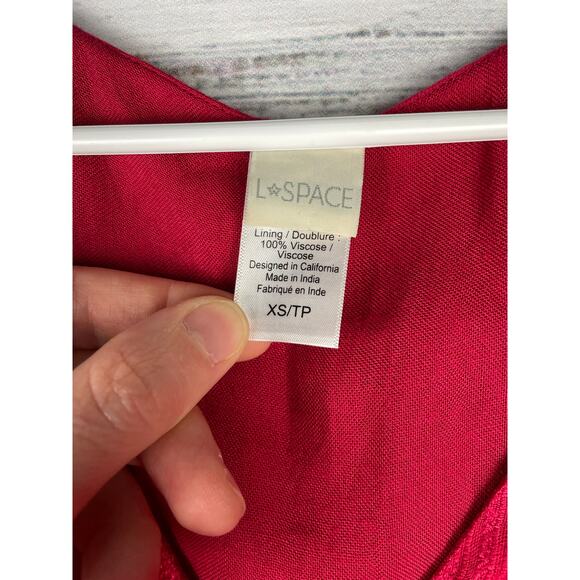 L☆SPACE
Lining / Doublure :
100% Viscose /
Viscose
Designed in California
Made in India
Fabriqué en Inde
XS/TP